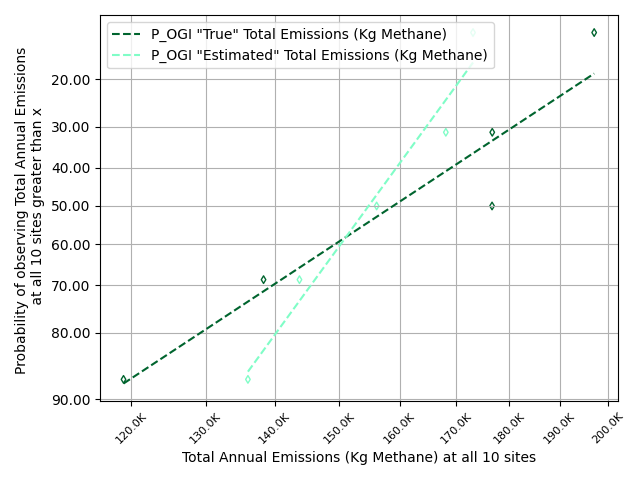 P_OGI "True" Total Emissions (Kg Methane)
P_OGI "Estimated" Total Emissions (Kg Methane)
Probability of observing Total Annual Emissions
at all 10 sites greater than x
20.00
30.00
40.00
50.00
60.00
70.00
80.00
90.00
120.0K
130.0K
140.0K
150.0K
160.0K
170.0K
180.0K
190.0K
200.0K
Total Annual Emissions (Kg Methane) at all 10 sites